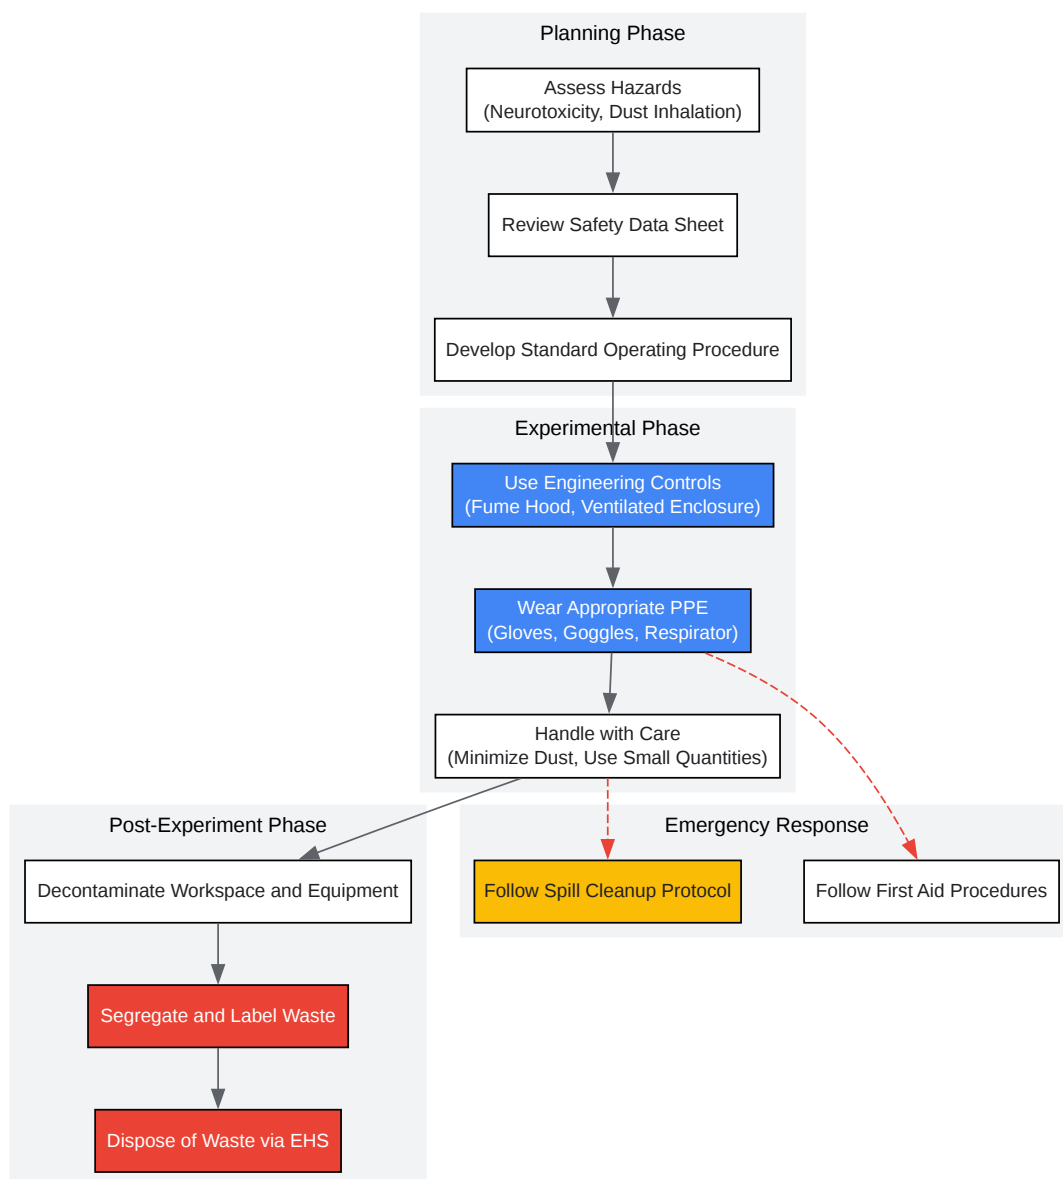 Planning Phase
Assess Hazards
(Neurotoxicity, Dust Inhalation)
Review Safety Data Sheet
Develop Standard Operating Procedure
Experimental Phase
Use Engineering Controls
(Fume Hood, Ventilated Enclosure)
Wear Appropriate PPE
(Gloves, Goggles, Respirator)
Handle with Care
(Minimize Dust, Use Small Quantities)
Post-Experiment Phase
Decontaminate Workspace and Equipment
Segregate and Label Waste
Dispose of Waste via EHS
Emergency Response
Follow Spill Cleanup Protocol
Follow First Aid Procedures